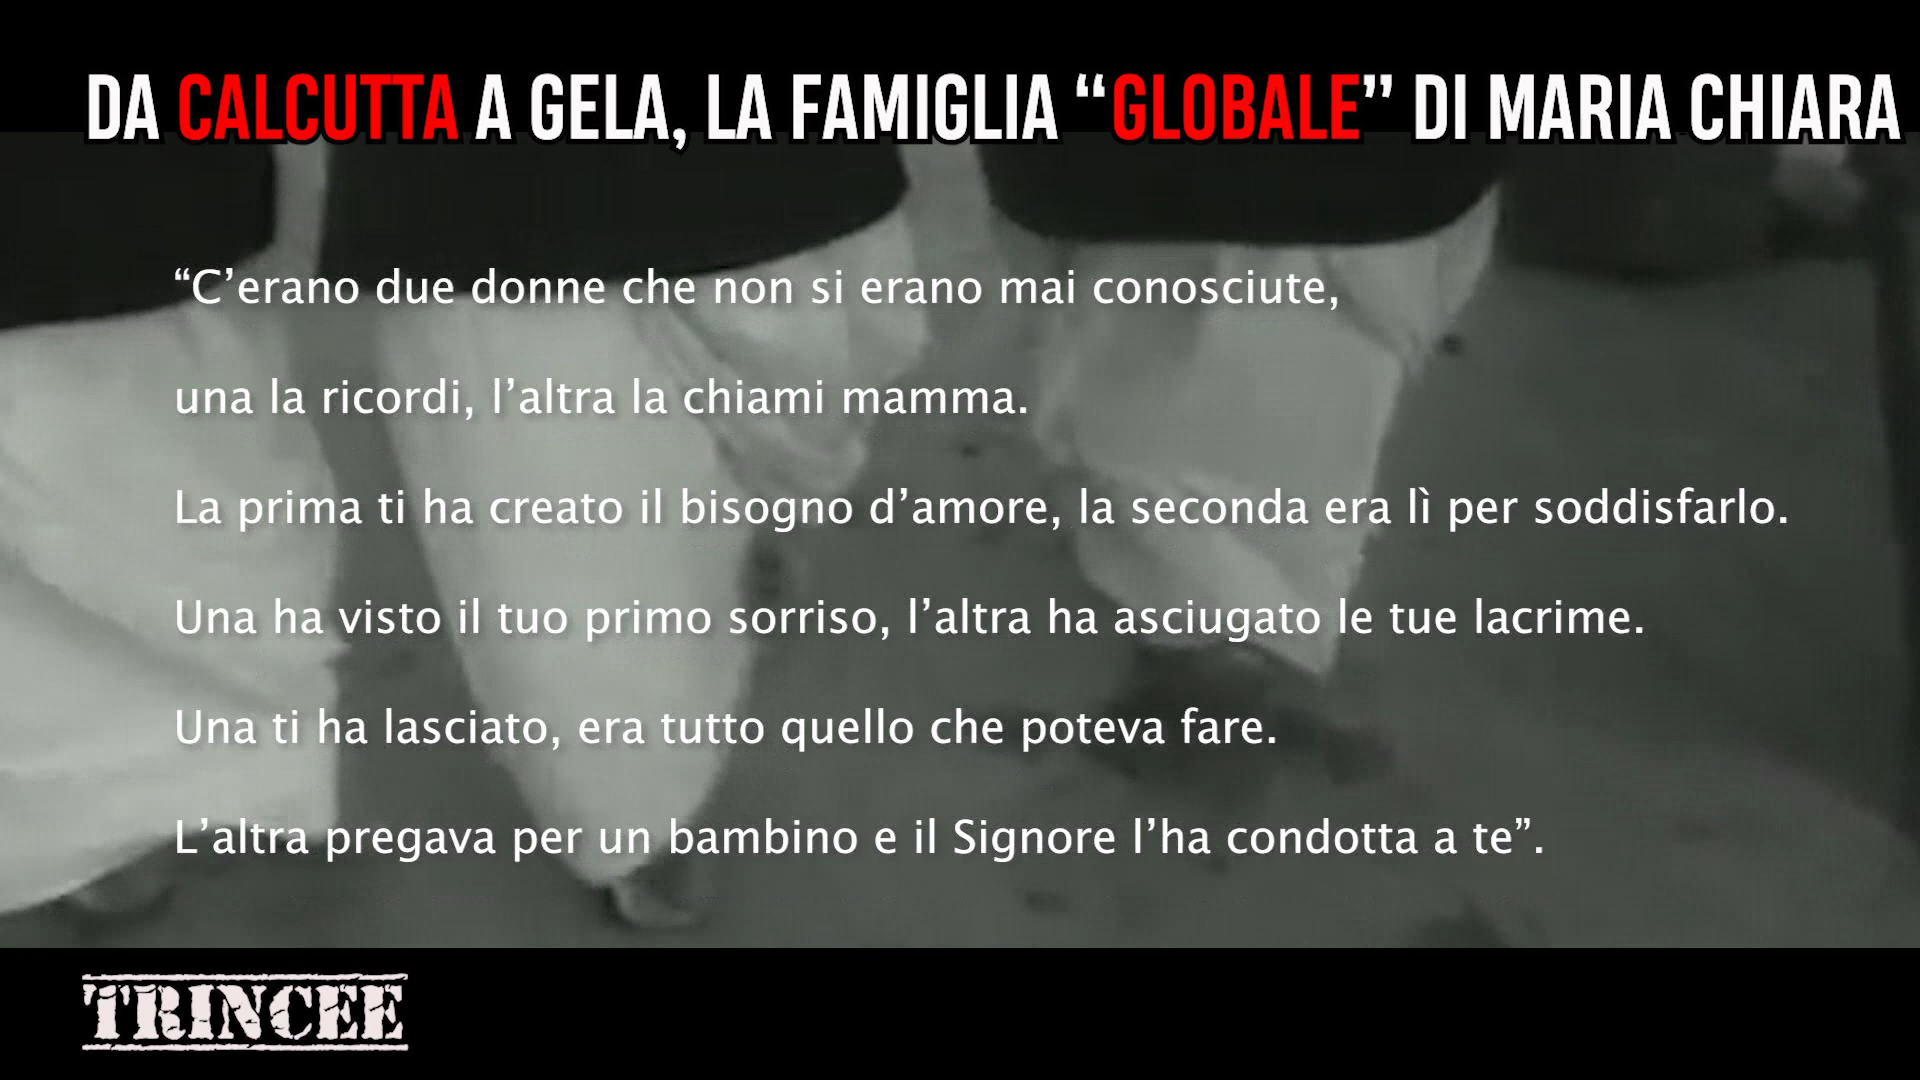 DA CALCUTTA A GELA, LA FAMIGLIA “GLOBALE” DI MARIA CHIARA
“C’erano due donne che non si erano mai conosciute,
una la ricordi, l’altra la chiami mamma.
La prima ti ha creato il bisogno d’amore, la seconda era lì per soddisfarlo.
Una ha visto il tuo primo sorriso, l’altra ha asciugato le tue lacrime.
Una ti ha lasciato, era tutto quello che poteva fare.
L’altra pregava per un bambino e il Signore l’ha condotta a te”.
TRINCEE